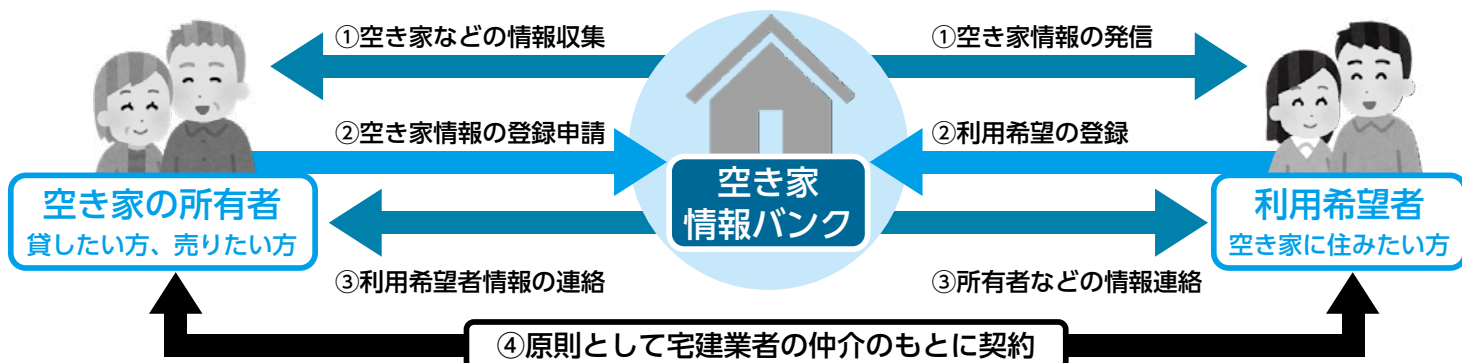 ①空き家などの情報収集
①空き家情報の発信
②空き家情報の登録申請
②利用希望の登録
空き家
情報バンク
空き家の所有者
貸したい方、売りたい方
利用希望者
空き家に住みたい方
③利用希望者情報の連絡
③所有者などの情報連絡
④原則として宅建業者の仲介のもとに契約